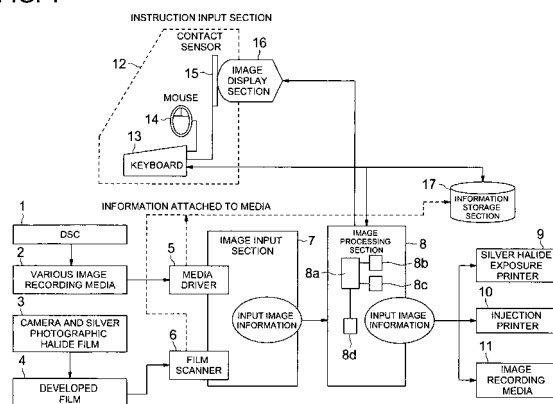 INSTRUCTION INPUT SECTION
CONTACT
SENSOR
16
12
15
IMAGE
DISPLAY
SECTION
MOUSE
14
13
KEYBOARD
17
INFORMATION
STORAGE
SECTION
INFORMATION ATTACHED TO MEDIA
1
DSC
2
VARIOUS IMAGE
RECORDING MEDIA
3
CAMERA AND SILVER
PHOTOGRAPHIC
HALIDE FILM
4
DEVELOPED
FILM
5
MEDIA
DRIVER
6
FILM
SCANNER
7
IMAGE INPUT
SECTION
INPUT IMAGE
INFORMATION
IMAGE
PROCESSING
SECTION
8
8a
8b
8c
8d
INPUT IMAGE
INFORMATION
9
SILVER HALIDE
EXPOSURE
PRINTER
10
INJECTION
PRINTER
11
IMAGE
RECORDING
MEDIA